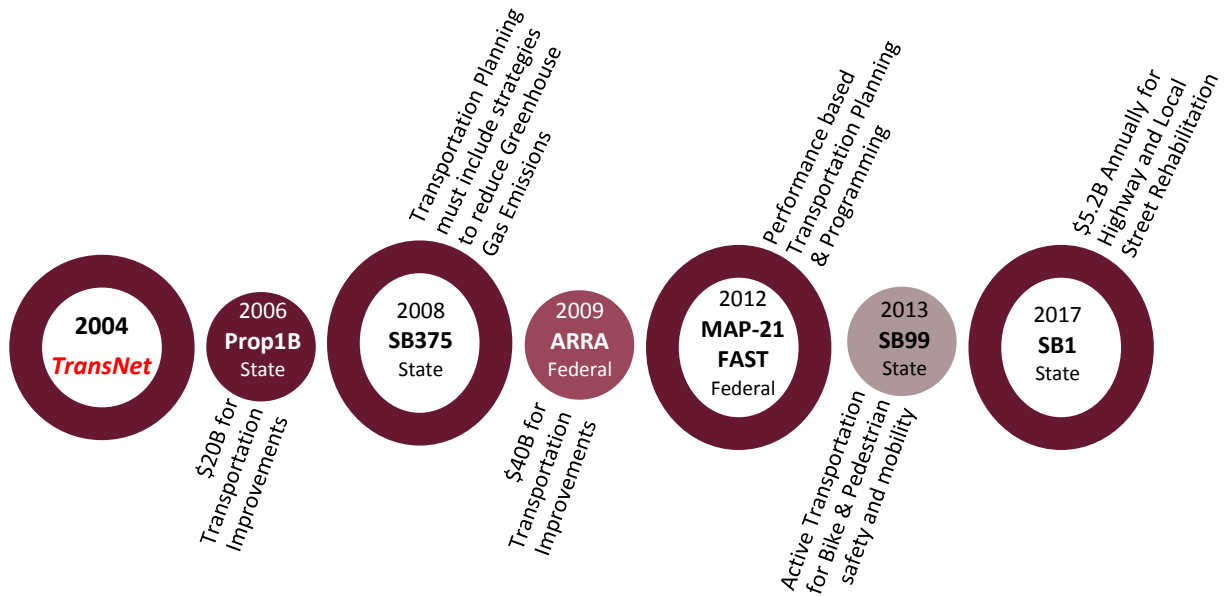 2004
TransNet
2006
Prop1B
State
$20B for
Transportation
Improvements
Transportation Planning
must include strategies
to reduce Greenhouse
Gas Emissions
2008
SB375
State
2009
ARRA
Federal
$40B for
Transportation
Improvements
Performance based
Transportation Planning
& Programming
2012
MAP-21
FAST
Federal
2013
SB99
State
Active Transportation
for Bike & Pedestrian
safety and mobility
$5.2B Annually for
Highway and Local
Street Rehabilitation
2017
SB1
State